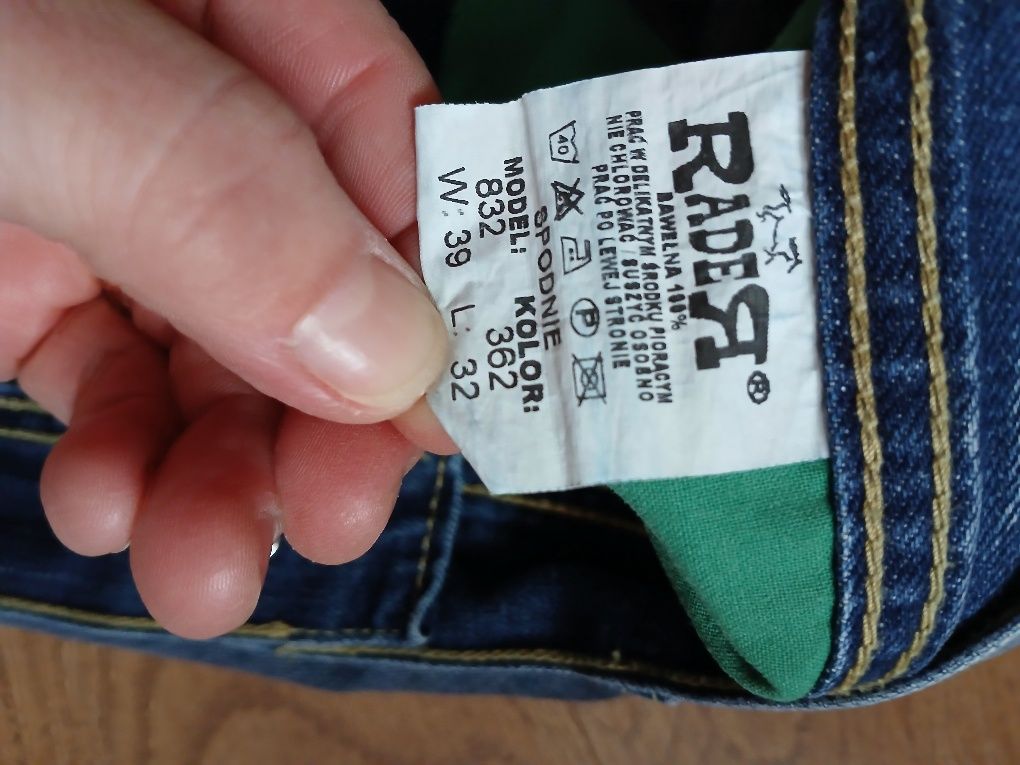 RADER®
BAWEŁNA 100%
PRAĆ W DELIKATNYM ŚRODKU PIORĄCYM
NIE CHLOROWAĆ / SUSZYĆ OSOBNO
PRAĆ PO LEWEJ STRONIE
40 P
SPODNIE
MODEL: KOLOR:
832 362
W: 39 L: 32